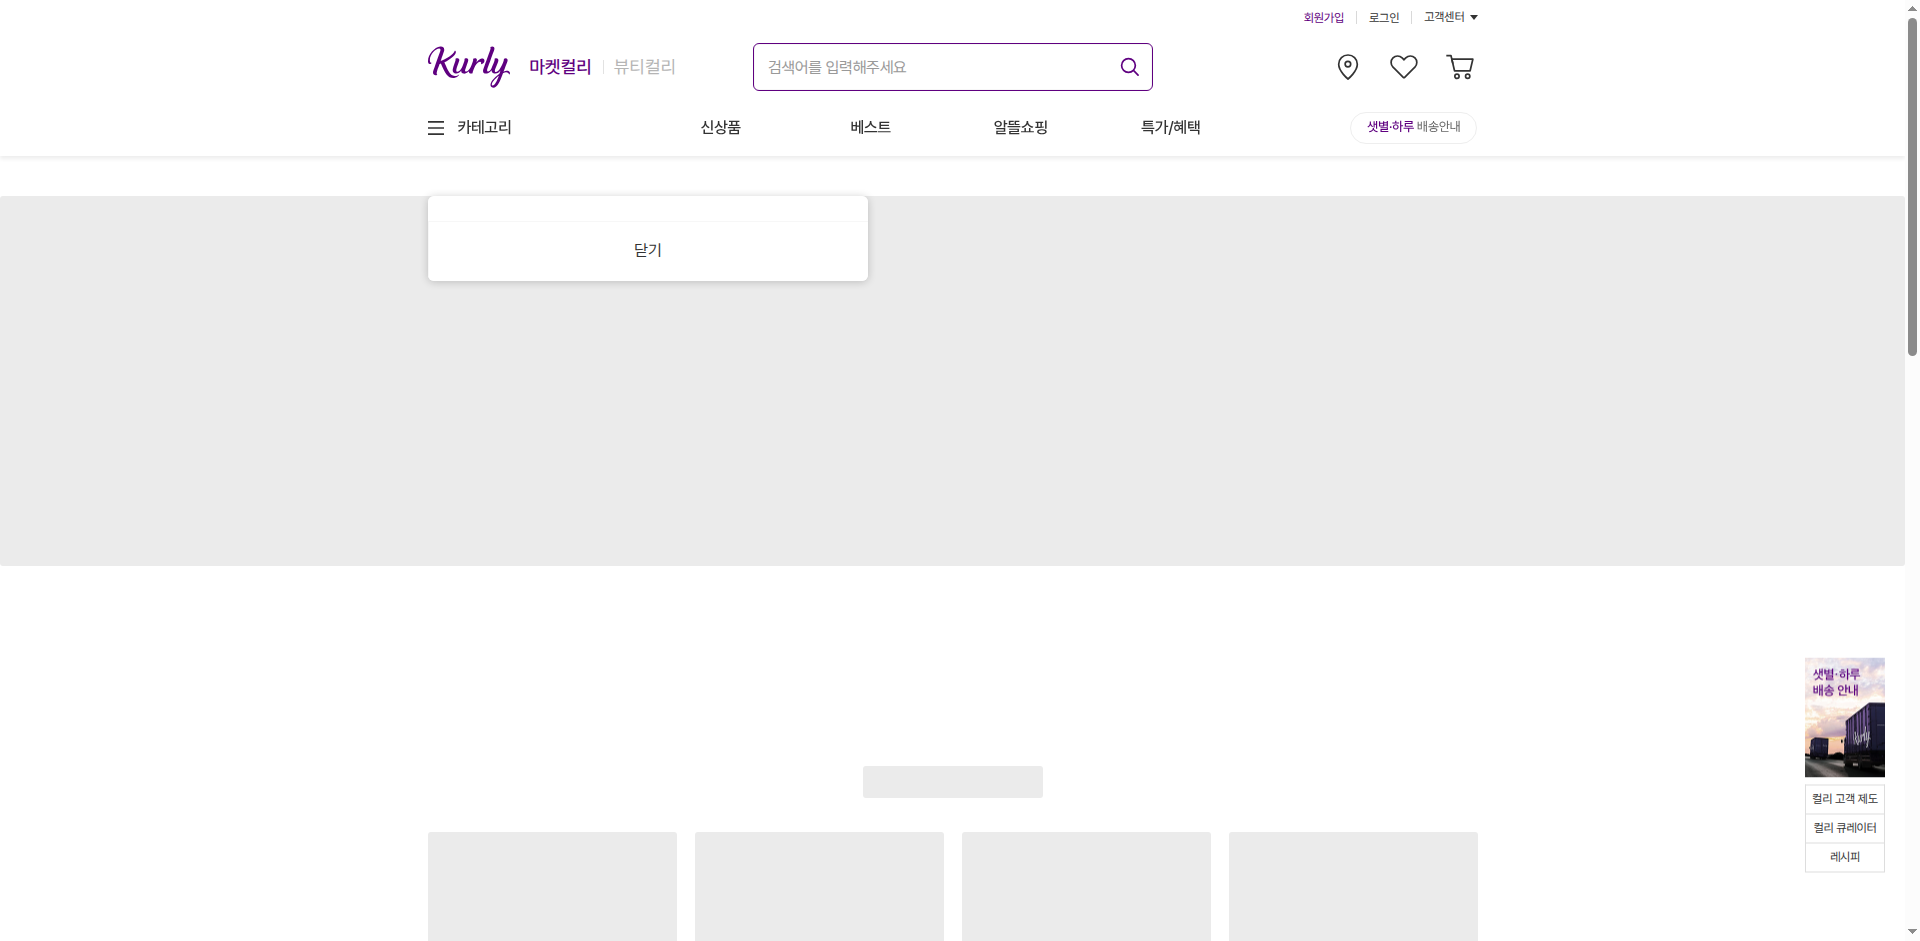 회원가입 로그인 고객센터
Kurly 마켓컬리 뷰티컬리 검색어를 입력해주세요
카테고리 신상품 베스트 알뜰쇼핑 특가/혜택 샛별·하루 배송안내
닫기
샛별·하루
배송 안내
Kurly
컬리 고객 제도
컬리 큐레이터
레시피